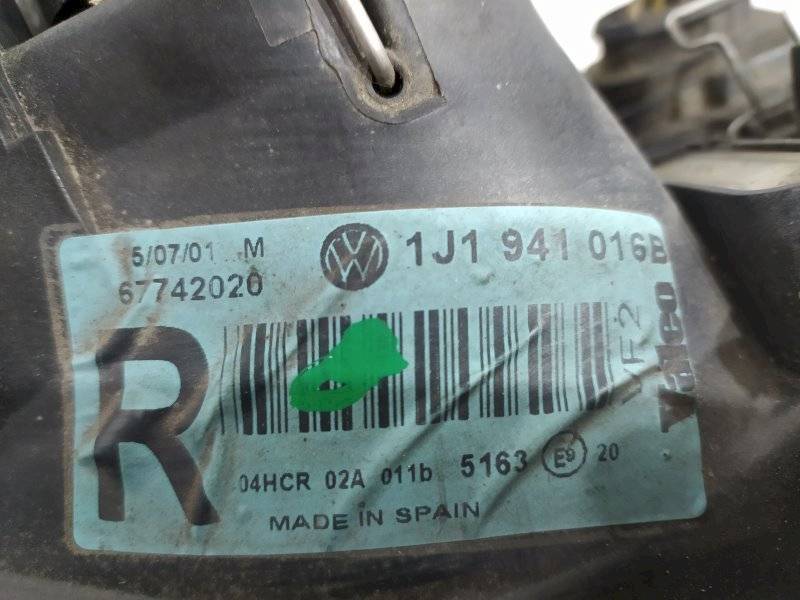 5/07/01 M
1J1 941 016B
67742020
R
VF2
Valeo
04HCR 02A 011b 5163 E9 20
MADE IN SPAIN